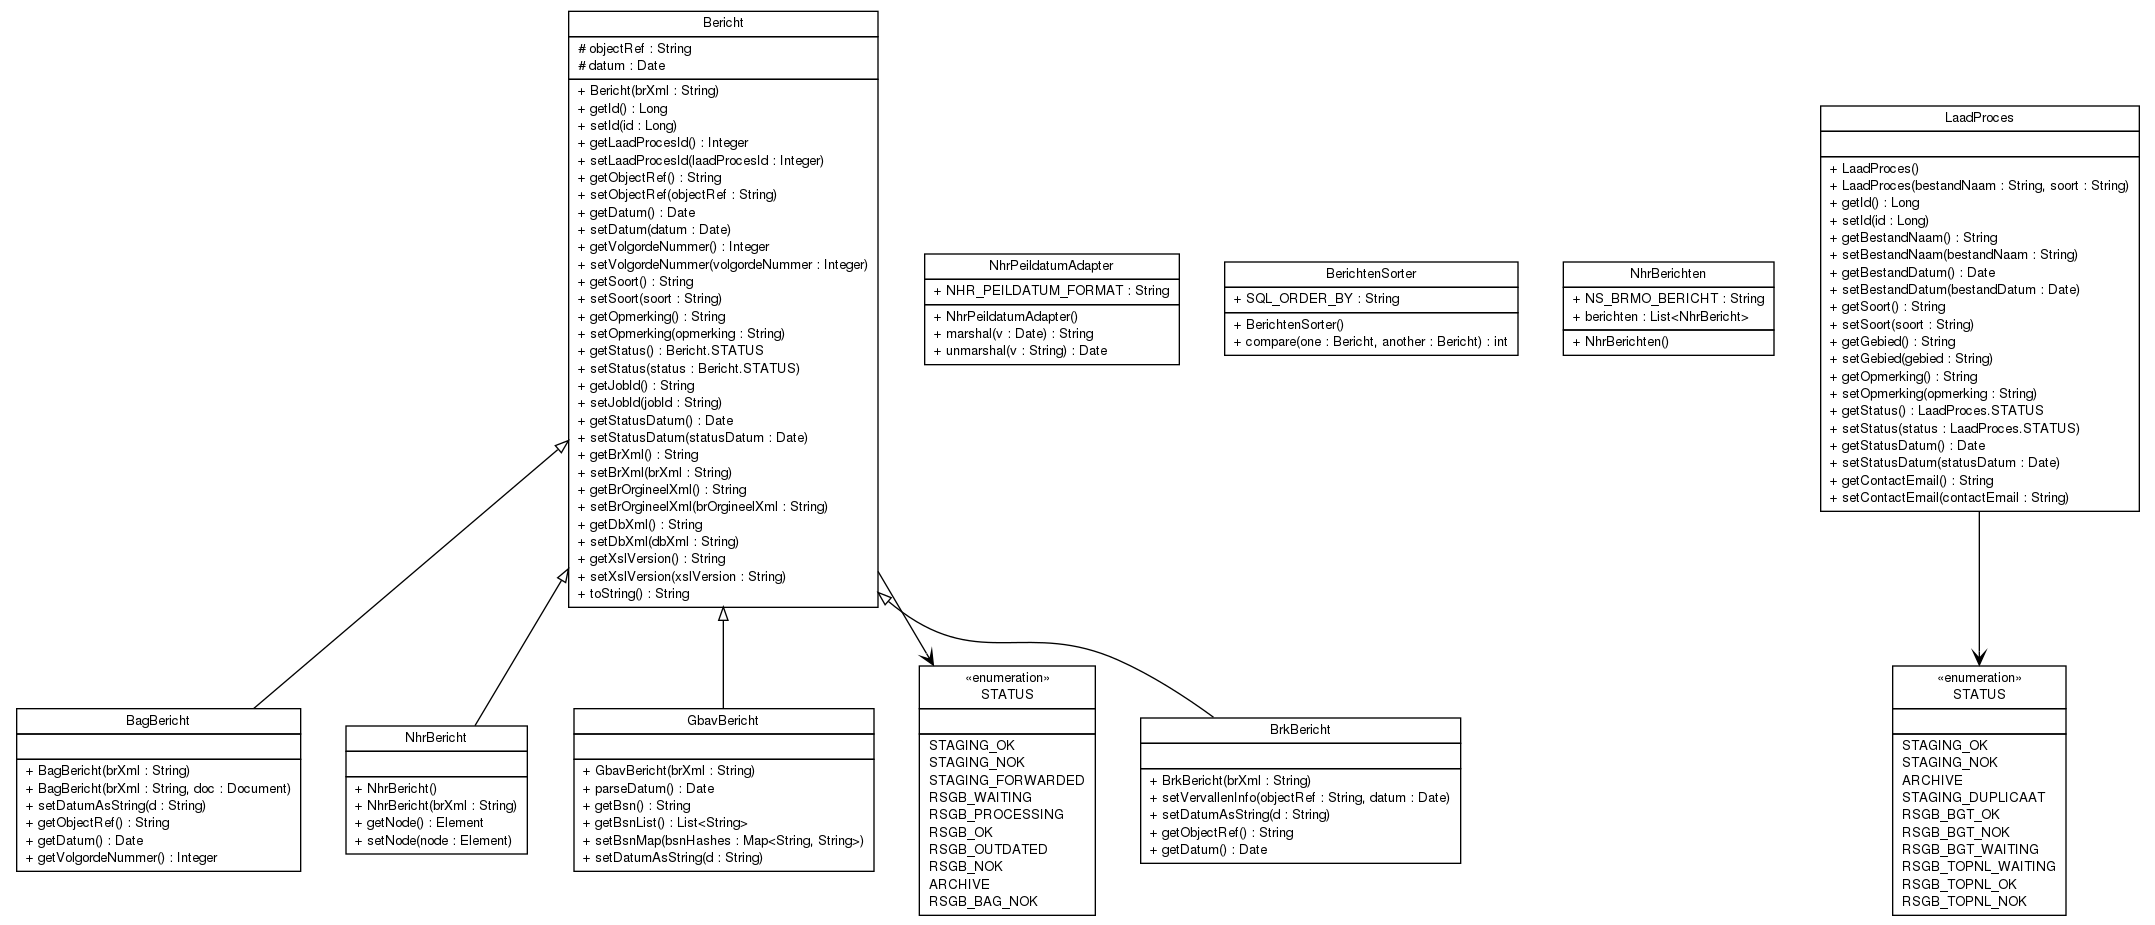 Bericht
# objectRef : String
# datum : Date
+ Bericht(brXml : String)
+ getId() : Long
+ setId(id : Long)
+ getLaadProcesId() : Integer
+ setLaadProcesId(laadProcesId : Integer)
+ getObjectRef() : String
+ setObjectRef(objectRef : String)
+ getDatum() : Date
+ setDatum(datum : Date)
+ getVolgordeNummer() : Integer
+ setVolgordeNummer(volgordeNummer : Integer)
+ getSoort() : String
+ setSoort(soort : String)
+ getOpmerking() : String
+ setOpmerking(opmerking : String)
+ getStatus() : Bericht.STATUS
+ setStatus(status : Bericht.STATUS)
+ getJobId() : String
+ setJobId(jobId : String)
+ getStatusDatum() : Date
+ setStatusDatum(statusDatum : Date)
+ getBrXml() : String
+ setBrXml(brXml : String)
+ getBrOrgineelXml() : String
+ setBrOrgineelXml(brOrgineelXml : String)
+ getDbXml() : String
+ setDbXml(dbXml : String)
+ getXslVersion() : String
+ setXslVersion(xslVersion : String)
+ toString() : String
NhrPeildatumAdapter
+ NHR_PEILDATUM_FORMAT : String
+ NhrPeildatumAdapter()
+ marshal(v : Date) : String
+ unmarshal(v : String) : Date
BerichtenSorter
+ SQL_ORDER_BY : String
+ BerichtenSorter()
+ compare(one : Bericht, another : Bericht) : int
NhrBerichten
+ NS_BRMO_BERICHT : String
+ berichten : List<NhrBericht>
+ NhrBerichten()
LaadProces
+ LaadProces()
+ LaadProces(bestandNaam : String, soort : String)
+ getId() : Long
+ setId(id : Long)
+ getBestandNaam() : String
+ setBestandNaam(bestandNaam : String)
+ getBestandDatum() : Date
+ setBestandDatum(bestandDatum : Date)
+ getSoort() : String
+ setSoort(soort : String)
+ getGebied() : String
+ setGebied(gebied : String)
+ getOpmerking() : String
+ setOpmerking(opmerking : String)
+ getStatus() : LaadProces.STATUS
+ setStatus(status : LaadProces.STATUS)
+ getStatusDatum() : Date
+ setStatusDatum(statusDatum : Date)
+ getContactEmail() : String
+ setContactEmail(contactEmail : String)
BagBericht
+ BagBericht(brXml : String)
+ BagBericht(brXml : String, doc : Document)
+ setDatumAsString(d : String)
+ getObjectRef() : String
+ getDatum() : Date
+ getVolgordeNummer() : Integer
NhrBericht
+ NhrBericht()
+ NhrBericht(brXml : String)
+ getNode() : Element
+ setNode(node : Element)
GbavBericht
+ GbavBericht(brXml : String)
+ parseDatum() : Date
+ getBsn() : String
+ getBsnList() : List<String>
+ setBsnMap(bsnHashes : Map<String, String>)
+ setDatumAsString(d : String)
«enumeration»
STATUS
STAGING_OK
STAGING_NOK
STAGING_FORWARDED
RSGB_WAITING
RSGB_PROCESSING
RSGB_OK
RSGB_OUTDATED
RSGB_NOK
ARCHIVE
RSGB_BAG_NOK
BrkBericht
+ BrkBericht(brXml : String)
+ setVervallenInfo(objectRef : String, datum : Date)
+ setDatumAsString(d : String)
+ getObjectRef() : String
+ getDatum() : Date
«enumeration»
STATUS
STAGING_OK
STAGING_NOK
ARCHIVE
STAGING_DUPLICAAT
RSGB_BGT_OK
RSGB_BGT_NOK
RSGB_BGT_WAITING
RSGB_TOPNL_WAITING
RSGB_TOPNL_OK
RSGB_TOPNL_NOK